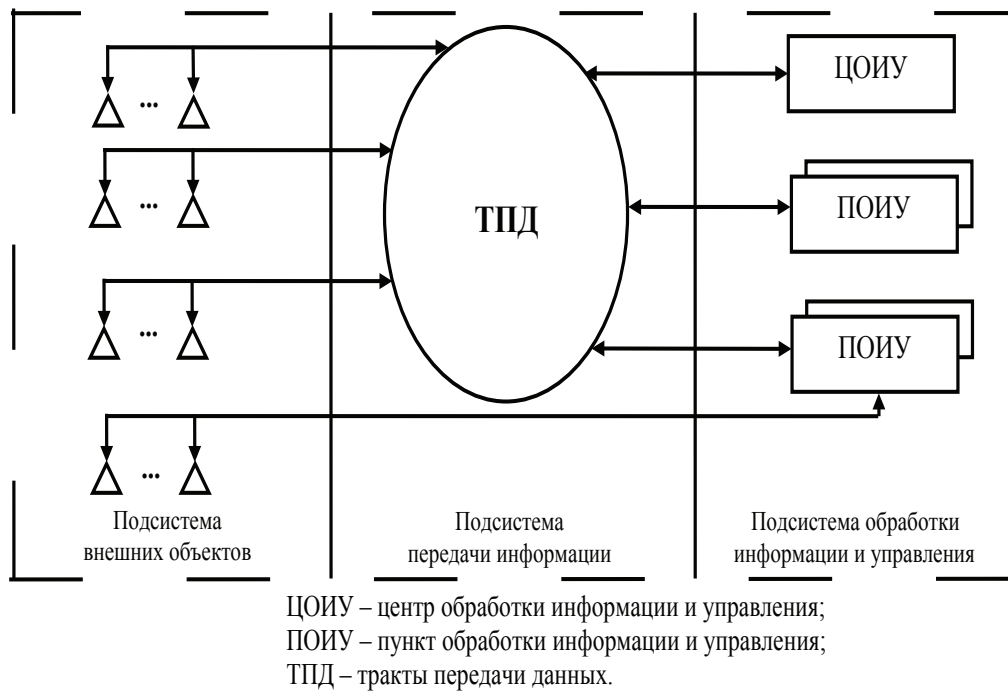 ЦОИУ
...
...
ТПД
ПОИУ
...
ПОИУ
...
Подсистема
внешних объектов
Подсистема
передачи информации
Подсистема обработки
информации и управления
ЦОИУ – центр обработки информации и управления;
ПОИУ – пункт обработки информации и управления;
ТПД – тракты передачи данных.